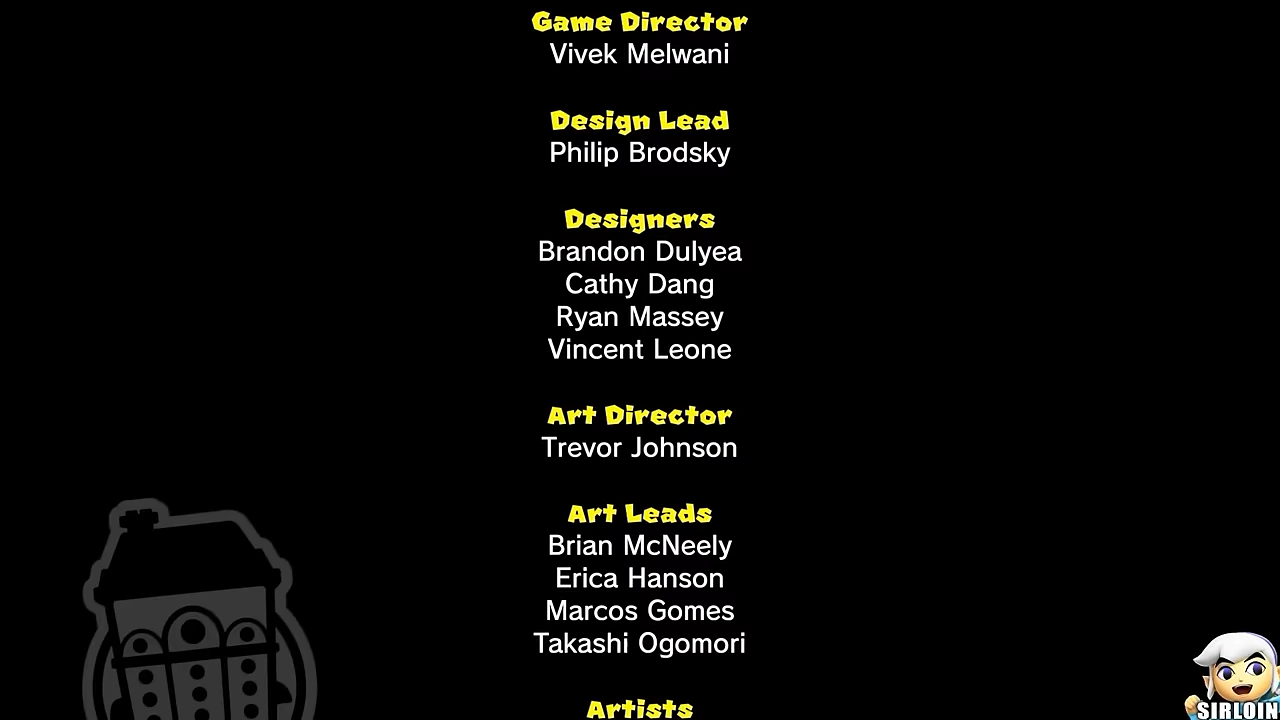 Game Director
Vivek Melwani
Design Lead
Philip Brodsky
Designers
Brandon Dulyea
Cathy Dang
Ryan Massey
Vincent Leone
Art Director
Trevor Johnson
Art Leads
Brian McNeely
Erica Hanson
Marcos Gomes
Takashi Ogomori
Artists
SIRLOIN